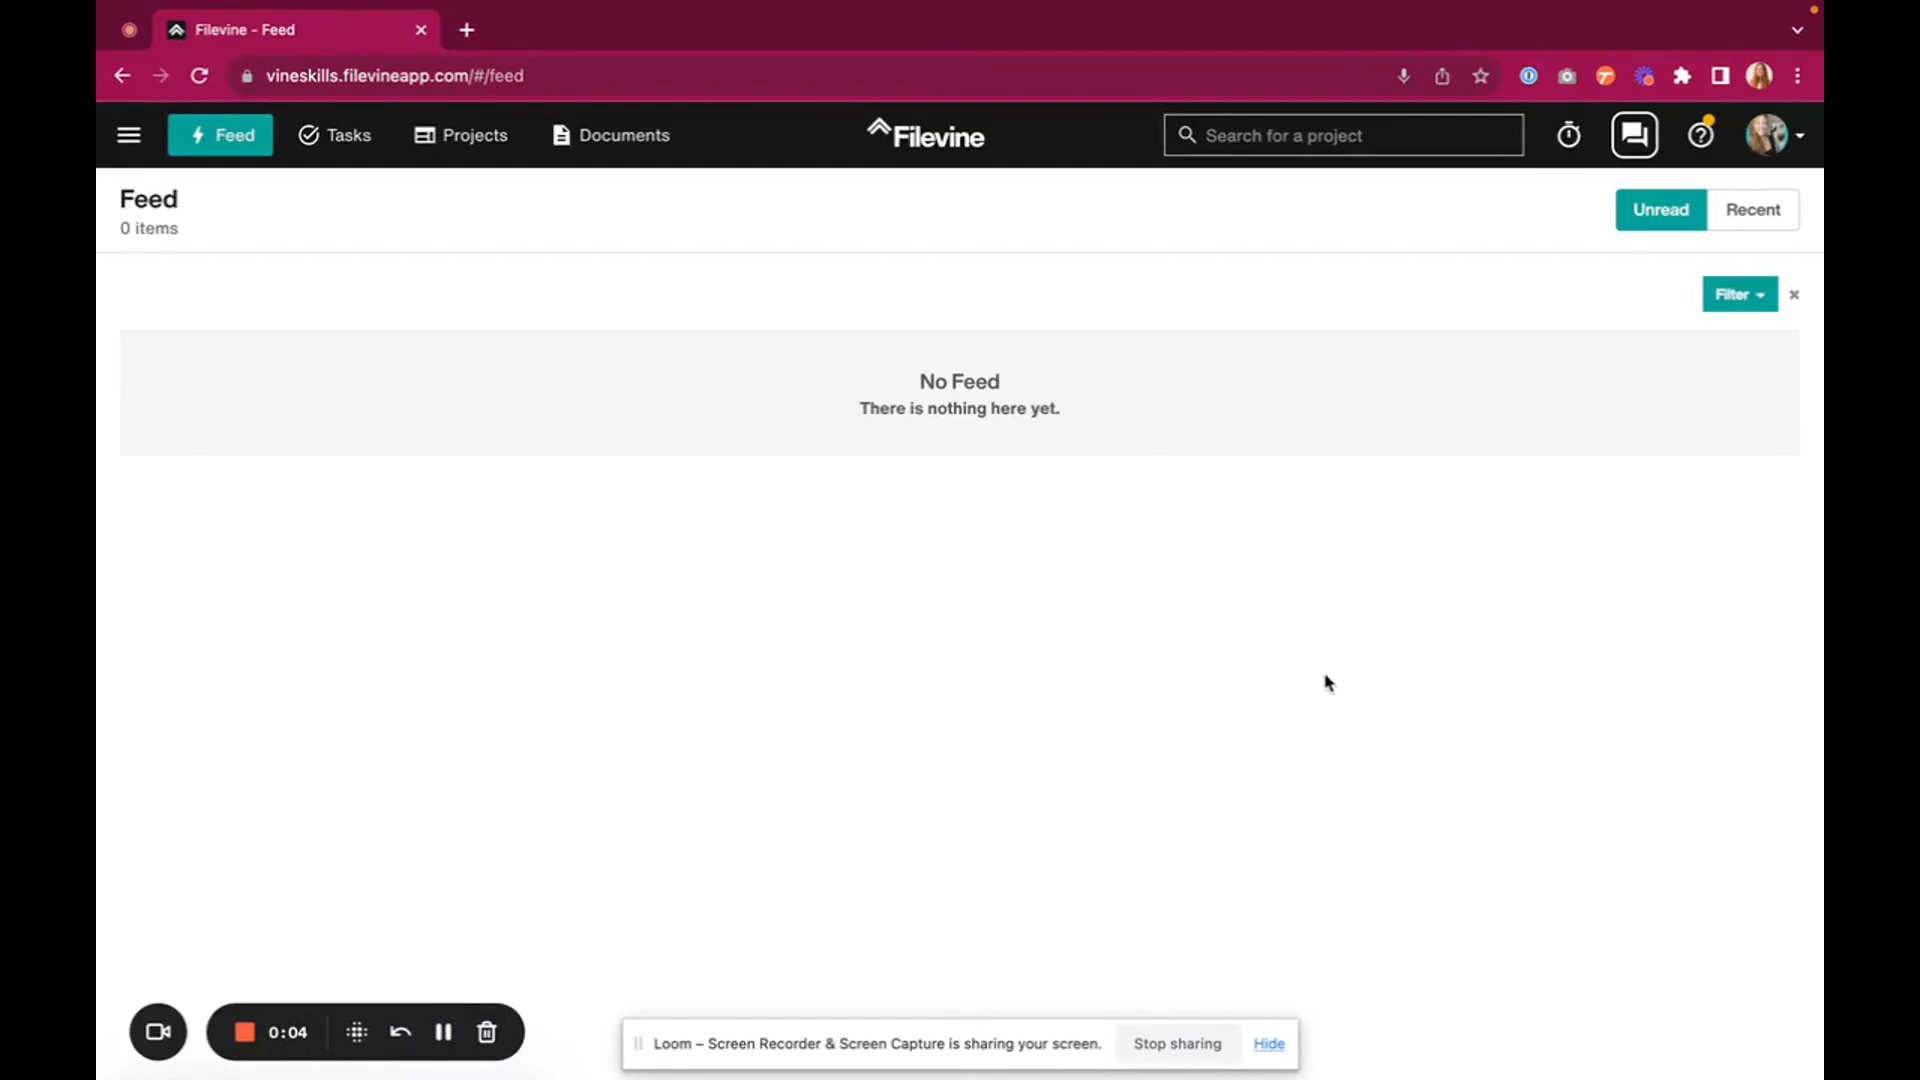 Filevine - Feed
vineskills.filevineapp.com/#/feed
Feed
Tasks
Projects
Documents
Filevine
Search for a project
Feed
0 items
Unread
Recent
Filter
No Feed
There is nothing here yet.
0:04
Loom – Screen Recorder & Screen Capture is sharing your screen.
Stop sharing
Hide